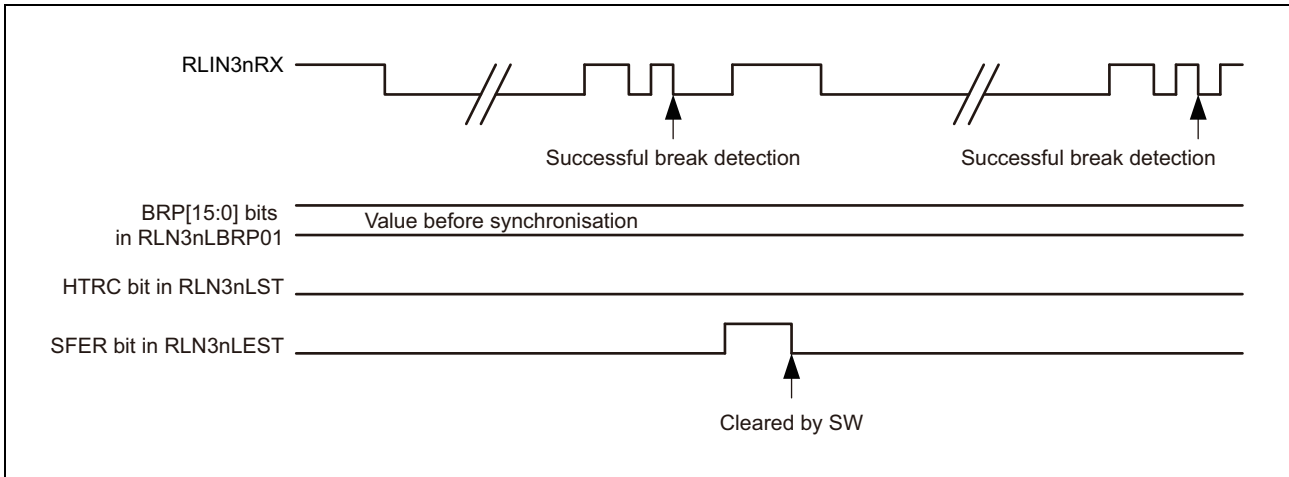 RLIN3nRX
Successful break detection
Successful break detection
BRP[15:0] bits
in RLN3nLBRP01
Value before synchronisation
HTRC bit in RLN3nLST
SFER bit in RLN3nLEST
Cleared by SW